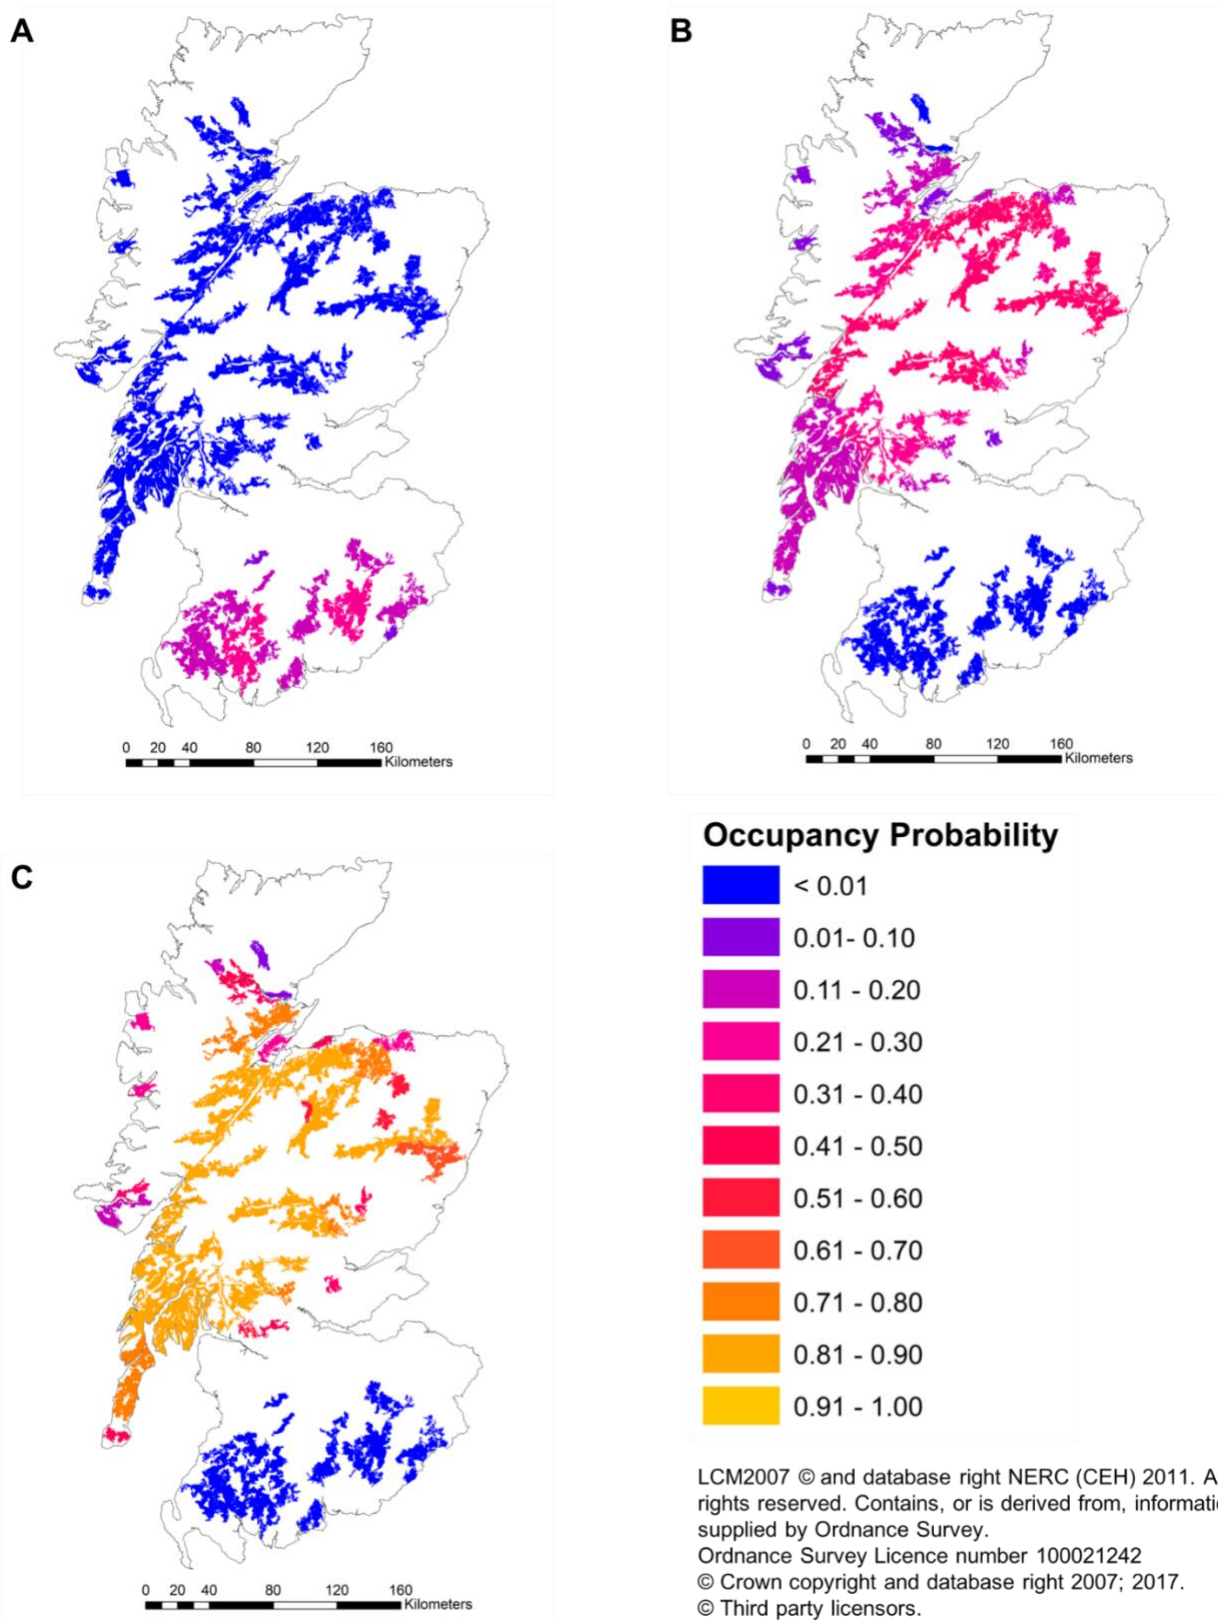 A
B
0 20 40 80 120 160
Kilometers
0 20 40 80 120 160
Kilometers
C
Occupancy Probability
< 0.01
0.01- 0.10
0.11 - 0.20
0.21 - 0.30
0.31 - 0.40
0.41 - 0.50
0.51 - 0.60
0.61 - 0.70
0.71 - 0.80
0.81 - 0.90
0.91 - 1.00
0 20 40 80 120 160
Kilometers
LCM2007 © and database right NERC (CEH) 2011. A
rights reserved. Contains, or is derived from, informati
supplied by Ordnance Survey.
Ordnance Survey Licence number 100021242
© Crown copyright and database right 2007; 2017.
© Third party licensors.